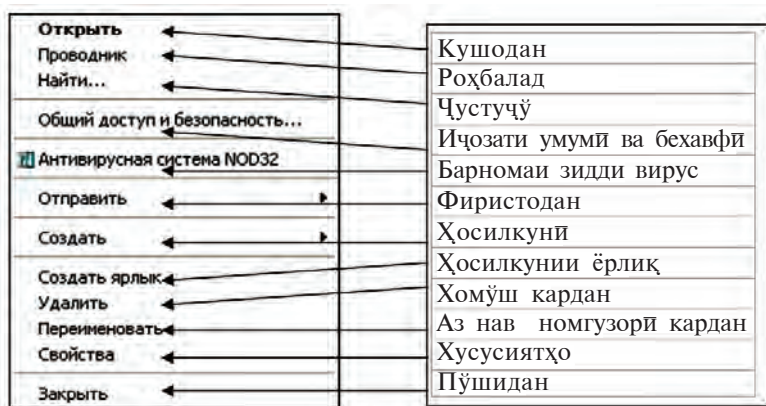 Открыть
Проводник
Найти...
Общий доступ и безопасность...
Антивирусная система NOD32
Отправить
Создать
Создать ярлык
Удалить
Переименовать
Свойства
Закрыть
Кушодан
Роҳбалад
Ҷустуҷӯ
Иҷозати умумӣ ва бехавфӣ
Барномаи зидди вирус
Фиристодан
Ҳосилкунӣ
Ҳосилкунии ёрлиқ
Хомӯш кардан
Аз нав номгузорӣ кардан
Хусусиятҳо
Пӯшидан